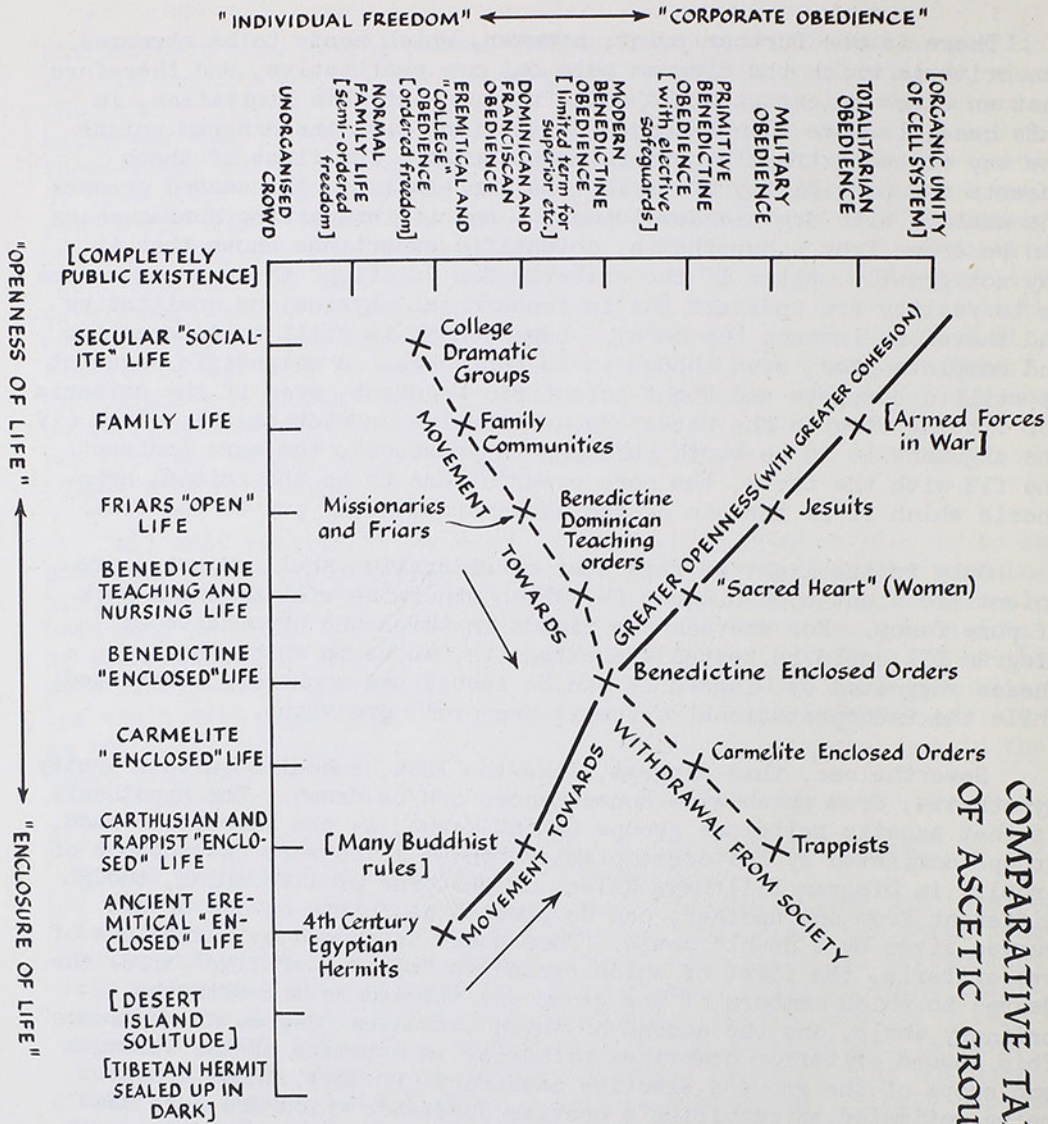 "INDIVIDUAL FREEDOM" "CORPORATE OBEDIENCE"
UNORGANISED
CROWD
NORMAL
FAMILY LIFE
[semi-ordered
freedom]
EREMITICAL AND
"COLLEGE"
OBEDIENCE
[guided freedom]
DOMINICAN AND
FRANCISCAN
OBEDIENCE
MODERN
BENEDICTINE
OBEDIENCE
[limited term for
superior etc.]
PRIMITIVE
BENEDICTINE
OBEDIENCE
[with elective
safeguards]
MILITARY
OBEDIENCE
TOTALITARIAN
OBEDIENCE
[ORGANIC UNITY
OF CELL SYSTEM]
"OPENNESS OF LIFE"
"ENCLOSURE OF LIFE"
[COMPLETELY
PUBLIC EXISTENCE]
SECULAR "SOCIAL-
ITE" LIFE
FAMILY LIFE
FRIARS "OPEN"
LIFE
BENEDICTINE
TEACHING AND
NURSING LIFE
BENEDICTINE
"ENCLOSED" LIFE
CARMELITE
"ENCLOSED" LIFE
CARTHUSIAN AND
TRAPPIST "ENCLO-
SED" LIFE
ANCIENT ERE-
MITICAL "EN-
CLOSED" LIFE
[DESERT
ISLAND
SOLITUDE]
[TIBETAN HERMIT
SEALED UP IN
DARK]
College
Dramatic
Groups
Family
Communities
Missionaries
and Friars
Benedictine
Dominican
Teaching
orders
[Armed Forces
in War]
Jesuits
"Sacred Heart" (Women)
Benedictine Enclosed Orders
Carmelite Enclosed Orders
Trappists
[Many Buddhist
rules]
4th Century
Egyptian
Hermits
MOVEMENT TOWARDS WITHDRAWAL FROM SOCIETY
MOVEMENT TOWARDS GREATER OPENNESS (WITH GREATER COHESION)
COMPARATIVE
OF ASCETIC